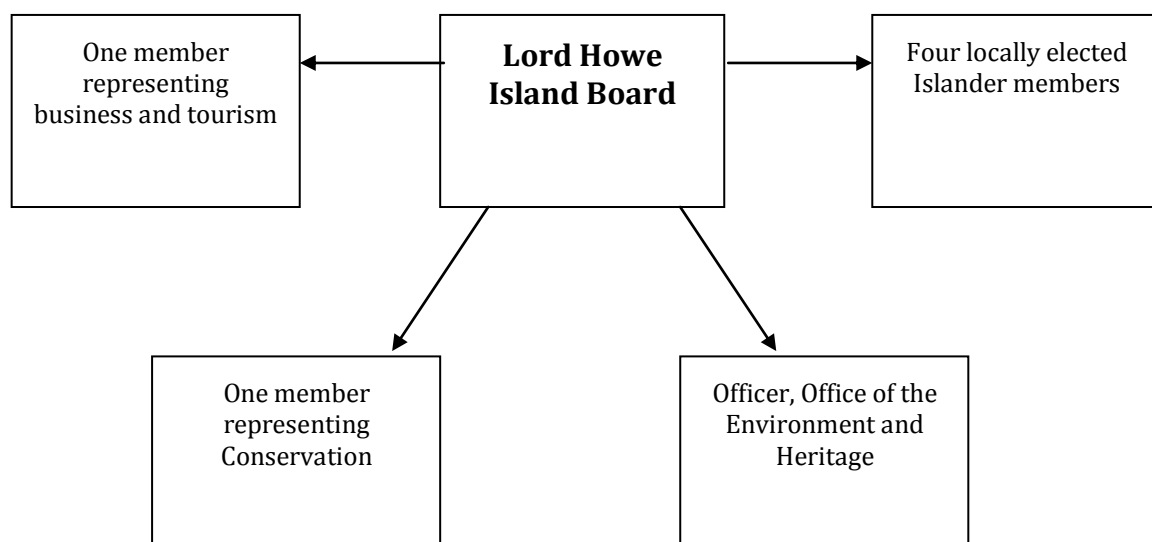 One member
representing
business and tourism
Lord Howe
Island Board
Four locally elected
Islander members
One member
representing
Conservation
Officer, Office of the
Environment and
Heritage